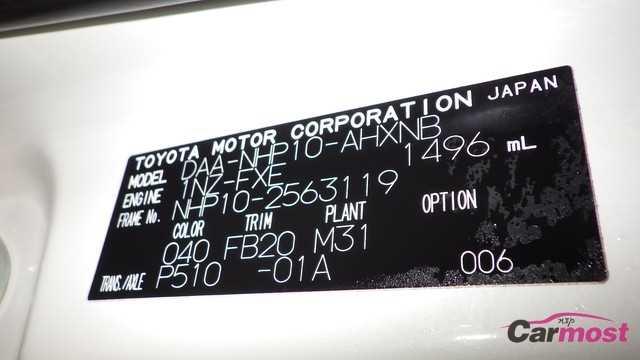 TOYOTA MOTOR CORPORATION JAPAN
MODEL DAA-NHP10-AHXNB
ENGINE 1NZ-FXE 1496 mL
FRAME No. NHP10-2563119
COLOR TRIM PLANT OPTION
040 FB20 M31
TRANS./AXLE P510 -01A 006
Carmost